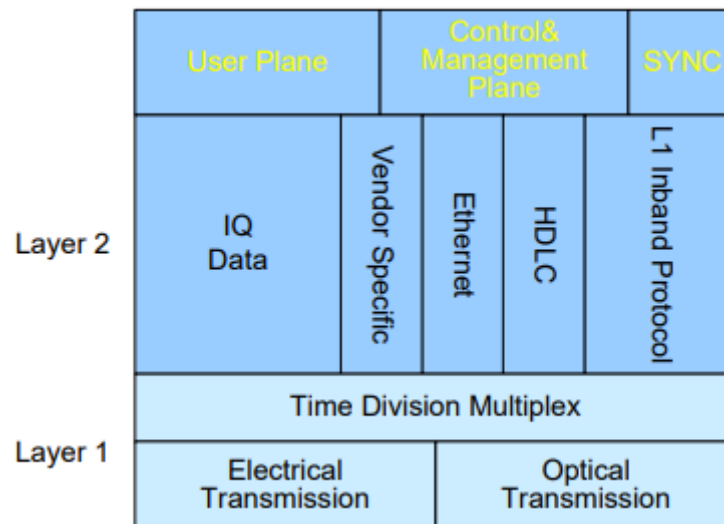 User Plane
Control&
Management
Plane
SYNC
Layer 2
IQ
Data
Vendor Specific
Ethernet
HDLC
L1 Inband Protocol
Layer 1
Time Division Multiplex
Electrical
Transmission
Optical
Transmission